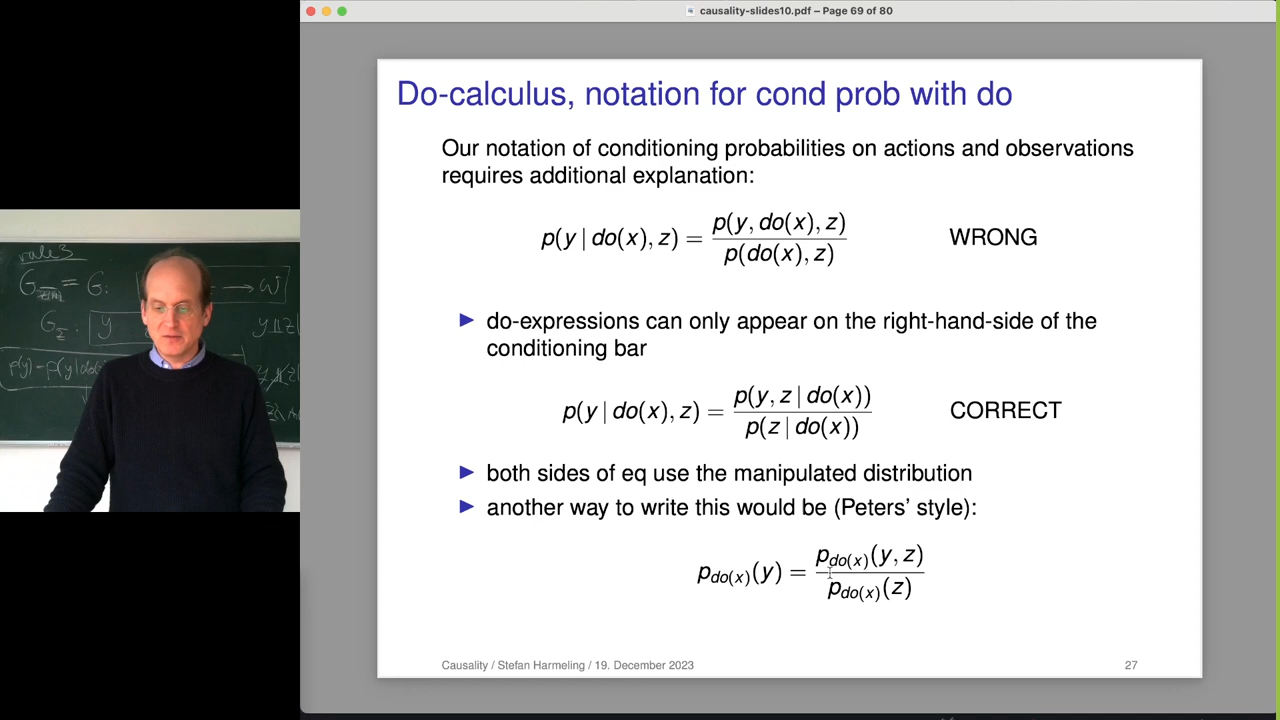 causality-slides10.pdf – Page 69 of 80
Do-calculus, notation for cond prob with do
Our notation of conditioning probabilities on actions and observations
requires additional explanation:
p(y | do(x), z) = p(y, do(x), z) / p(do(x), z) WRONG
do-expressions can only appear on the right-hand-side of the
conditioning bar
p(y | do(x), z) = p(y, z | do(x)) / p(z | do(x)) CORRECT
both sides of eq use the manipulated distribution
another way to write this would be (Peters' style):
p_do(x)(y) = p_do(x)(y, z) / p_do(x)(z)
Causality / Stefan Harmeling / 19. December 2023
27
rule 3